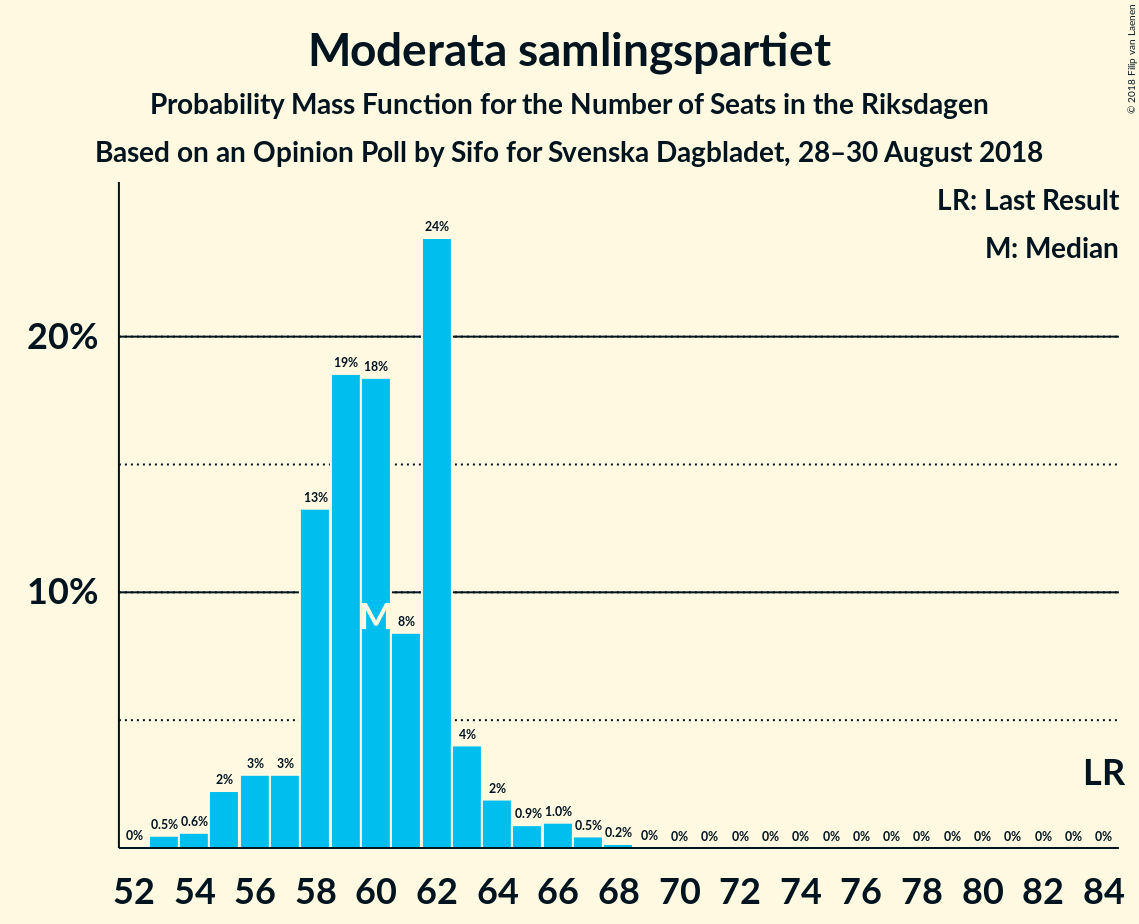 © 2018 Filip van Laenen
Moderata samlingspartiet
Probability Mass Function for the Number of Seats in the Riksdagen
Based on an Opinion Poll by Sifo for Svenska Dagbladet, 28–30 August 2018
LR: Last Result
M: Median
24%
20%
19% 18%
13%
10%
M
8%
4%
LR
3% 3%
2%
2%
0.9% 1.0%
0% 0.5% 0.6% 0.5% 0.2% 0% 0% 0% 0% 0% 0% 0% 0% 0% 0% 0% 0% 0% 0% 0% 0%
52 54 56 58 60 62 64 66 68 70 72 74 76 78 80 82 84